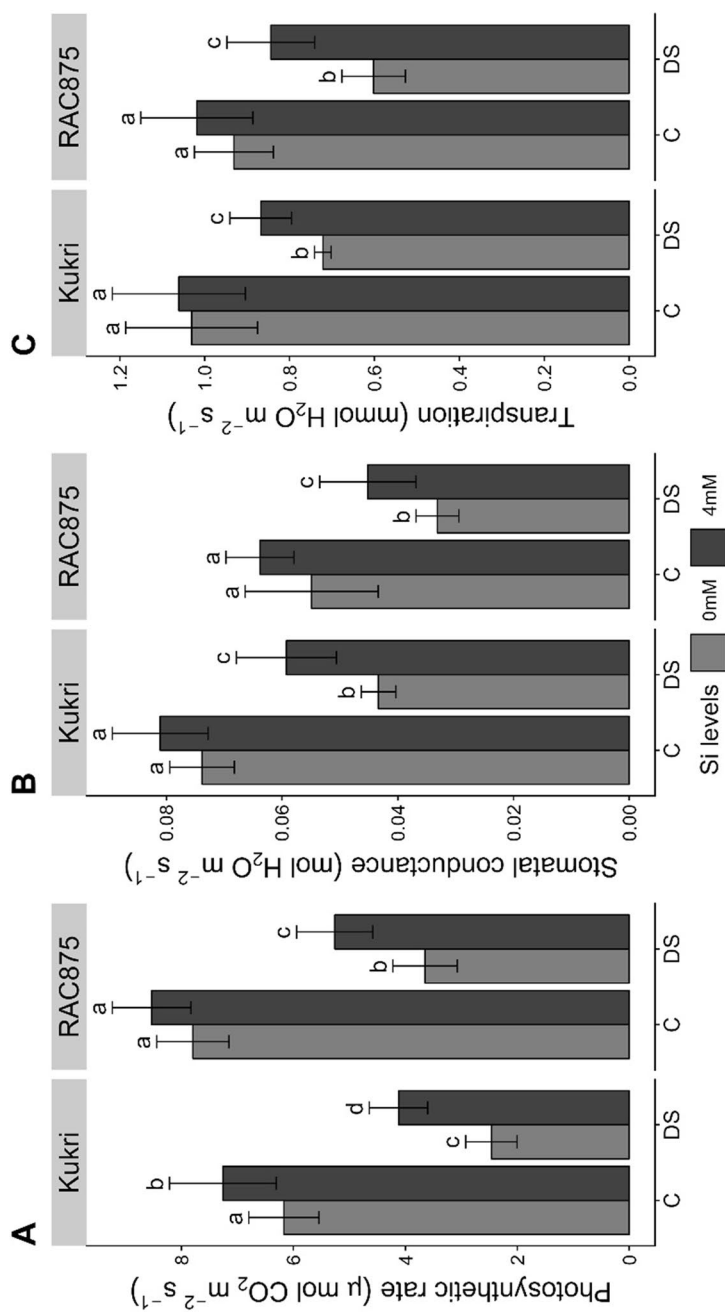 A
Kukri
RAC875
Photosynthetic rate (μ mol CO₂ m⁻² s⁻¹)
8
6
4
2
0
a
b
c
d
a
a
b
c
C
DS
C
DS
B
Kukri
RAC875
Stomatal conductance (mol H₂O m⁻² s⁻¹)
0.08
0.06
0.04
0.02
0.00
a
a
b
c
a
a
b
c
C
DS
C
DS
C
Kukri
RAC875
Transpiration (mmol H₂O m⁻² s⁻¹)
1.2
1.0
0.8
0.6
0.4
0.2
0.0
a
a
b
c
a
a
b
c
C
DS
C
DS
Si levels 0mM 4mM